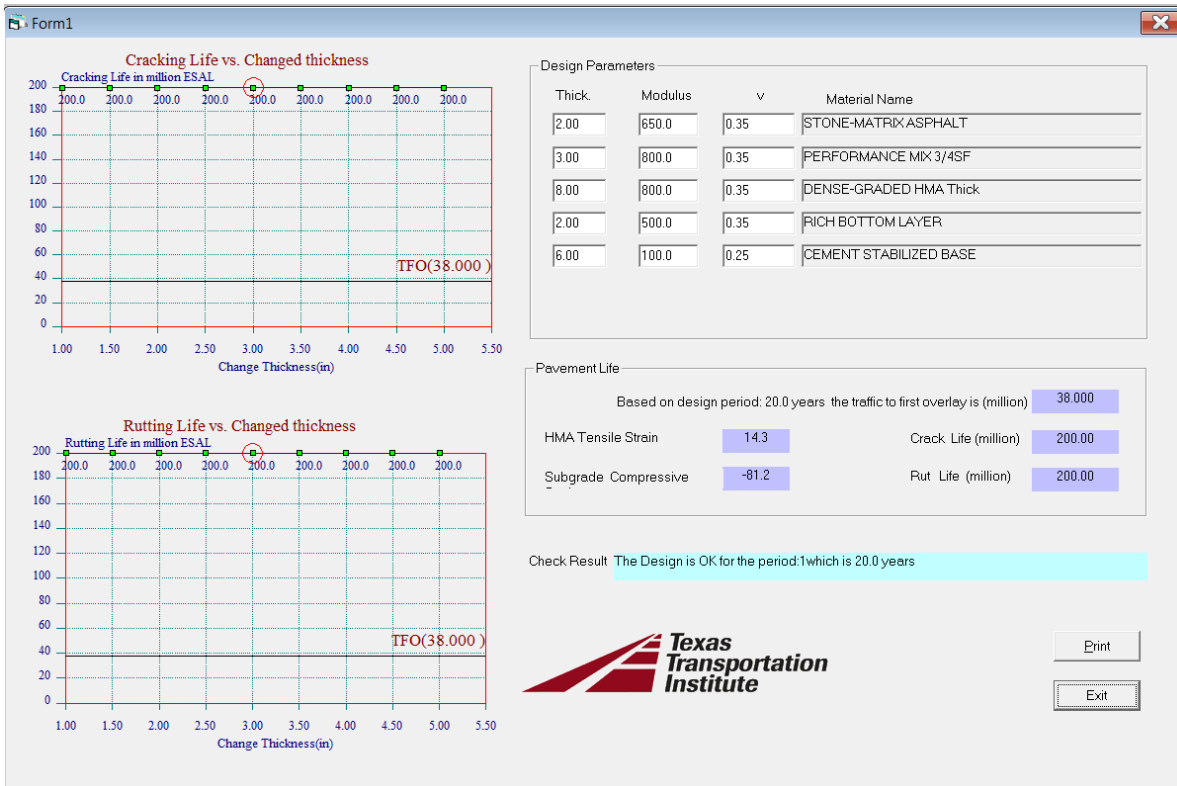 Form1
Cracking Life vs. Changed thickness
Cracking Life in million ESAL
200
200.0 200.0 200.0 200.0 200.0 200.0 200.0 200.0 200.0
180
160
140
120
100
80
60
TFO(38.000 )
40
20
0
1.00 1.50 2.00 2.50 3.00 3.50 4.00 4.50 5.00 5.50
Change Thickness(in)
Rutting Life vs. Changed thickness
Rutting Life in million ESAL
200
200.0 200.0 200.0 200.0 200.0 200.0 200.0 200.0 200.0
180
160
140
120
100
80
60
TFO(38.000 )
40
20
0
1.00 1.50 2.00 2.50 3.00 3.50 4.00 4.50 5.00 5.50
Change Thickness(in)
Design Parameters
Thick. Modulus v Material Name
2.00 650.0 0.35 STONE-MATRIX ASPHALT
3.00 800.0 0.35 PERFORMANCE MIX 3/4SF
8.00 800.0 0.35 DENSE-GRADED HMA Thick
2.00 500.0 0.35 RICH BOTTOM LAYER
6.00 100.0 0.25 CEMENT STABILIZED BASE
Pavement Life
Based on design period: 20.0 years the traffic to first overlay is (million) 38.000
HMA Tensile Strain 14.3 Crack Life (million) 200.00
Subgrade Compressive -81.2 Rut Life (million) 200.00
Check Result The Design is OK for the period:1which is 20.0 years
Texas
Transportation
Institute
Print
Exit